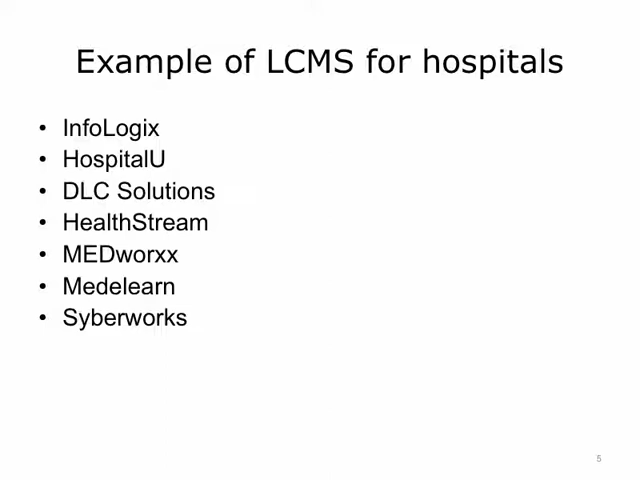 Example of LCMS for hospitals
• InfoLogix
• HospitalU
• DLC Solutions
• HealthStream
• MEDworxx
• Medelearn
• Syberworks
5